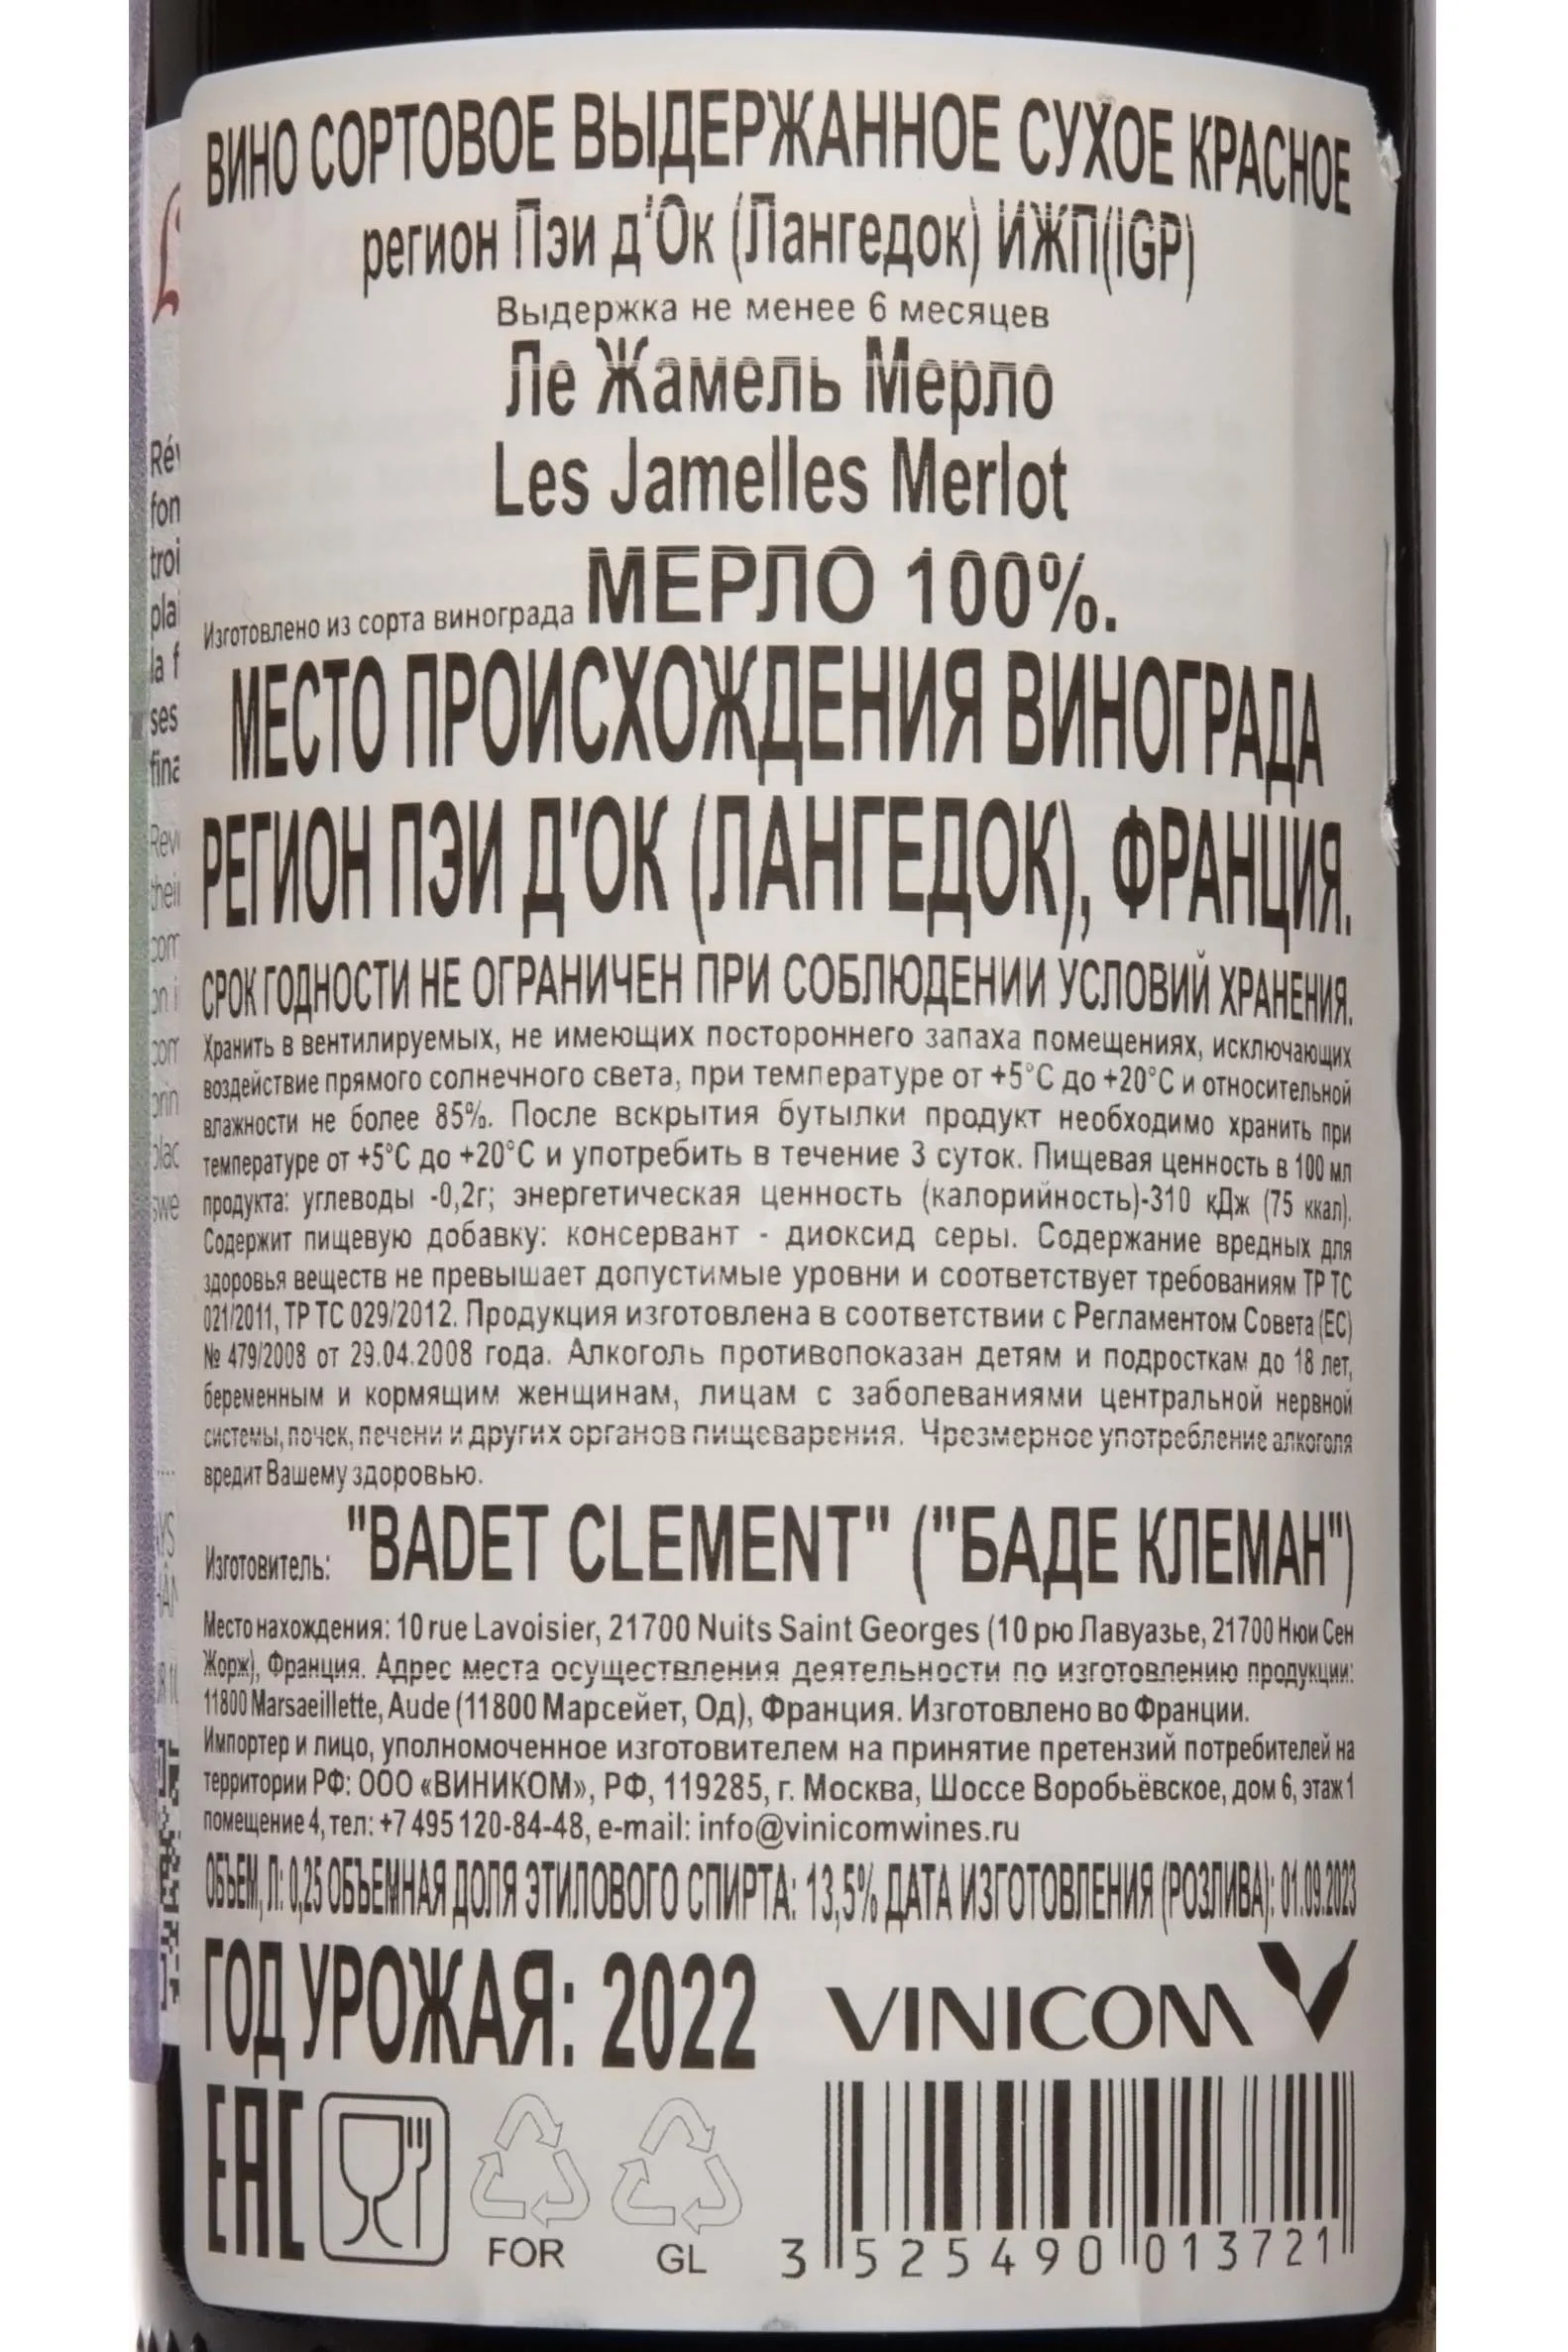 ВИНО СОРТОВОЕ ВЫДЕРЖАННОЕ СУХОЕ КРАСНОЕ
регион Пэи д'Ок (Лангедок) ИЖП(IGP)
Выдержка не менее 6 месяцев
Ле Жамель Мерло
Les Jamelles Merlot
Изготовлено из сорта винограда МЕРЛО 100%.
МЕСТО ПРОИСХОЖДЕНИЯ ВИНОГРАДА
РЕГИОН ПЭИ Д'ОК (ЛАНГЕДОК), ФРАНЦИЯ.
СРОК ГОДНОСТИ НЕ ОГРАНИЧЕН ПРИ СОБЛЮДЕНИИ УСЛОВИЙ ХРАНЕНИЯ.
Хранить в вентилируемых, не имеющих постороннего запаха помещениях, исключающих
воздействие прямого солнечного света, при температуре от +5°С до +20°С и относительной
влажности не более 85%. После вскрытия бутылки продукт необходимо хранить при
температуре от +5°С до +20°С и употребить в течение 3 суток. Пищевая ценность в 100 мл
продукта: углеводы -0,2г; энергетическая ценность (калорийность)-310 кДж (75 ккал).
Содержит пищевую добавку: консервант - диоксид серы. Содержание вредных для
здоровья веществ не превышает допустимые уровни и соответствует требованиям ТР ТС
021/2011, ТР ТС 029/2012. Продукция изготовлена в соответствии с Регламентом Совета (ЕС)
№ 479/2008 от 29.04.2008 года. Алкоголь противопоказан детям и подросткам до 18 лет,
беременным и кормящим женщинам, лицам с заболеваниями центральной нервной
системы, почек, печени и других органов пищеварения. Чрезмерное употребление алкоголя
вредит Вашему здоровью.
Изготовитель: "BADET CLEMENT" ("БАДЕ КЛЕМАН")
Место нахождения: 10 rue Lavoisier, 21700 Nuits Saint Georges (10 рю Лавуазье, 21700 Нюи Сен
Жорж), Франция. Адрес места осуществления деятельности по изготовлению продукции:
11800 Marsaeillette, Aude (11800 Марсейет, Од), Франция. Изготовлено во Франции.
Импортер и лицо, уполномоченное изготовителем на принятие претензий потребителей на
территории РФ: ООО «ВИНИКОМ», РФ, 119285, г. Москва, Шоссе Воробьёвское, дом 6, этаж 1
помещение 4, тел: +7 495 120-84-48, e-mail: info@vinicomwines.ru
ОБЪЕМ, Л: 0,25 ОБЪЕМНАЯ ДОЛЯ ЭТИЛОВОГО СПИРТА: 13,5% ДАТА ИЗГОТОВЛЕНИЯ (РОЗЛИВА): 01.09.2023
ГОД УРОЖАЯ: 2022 VINICOM
EAC FOR GL 3 525490 013721